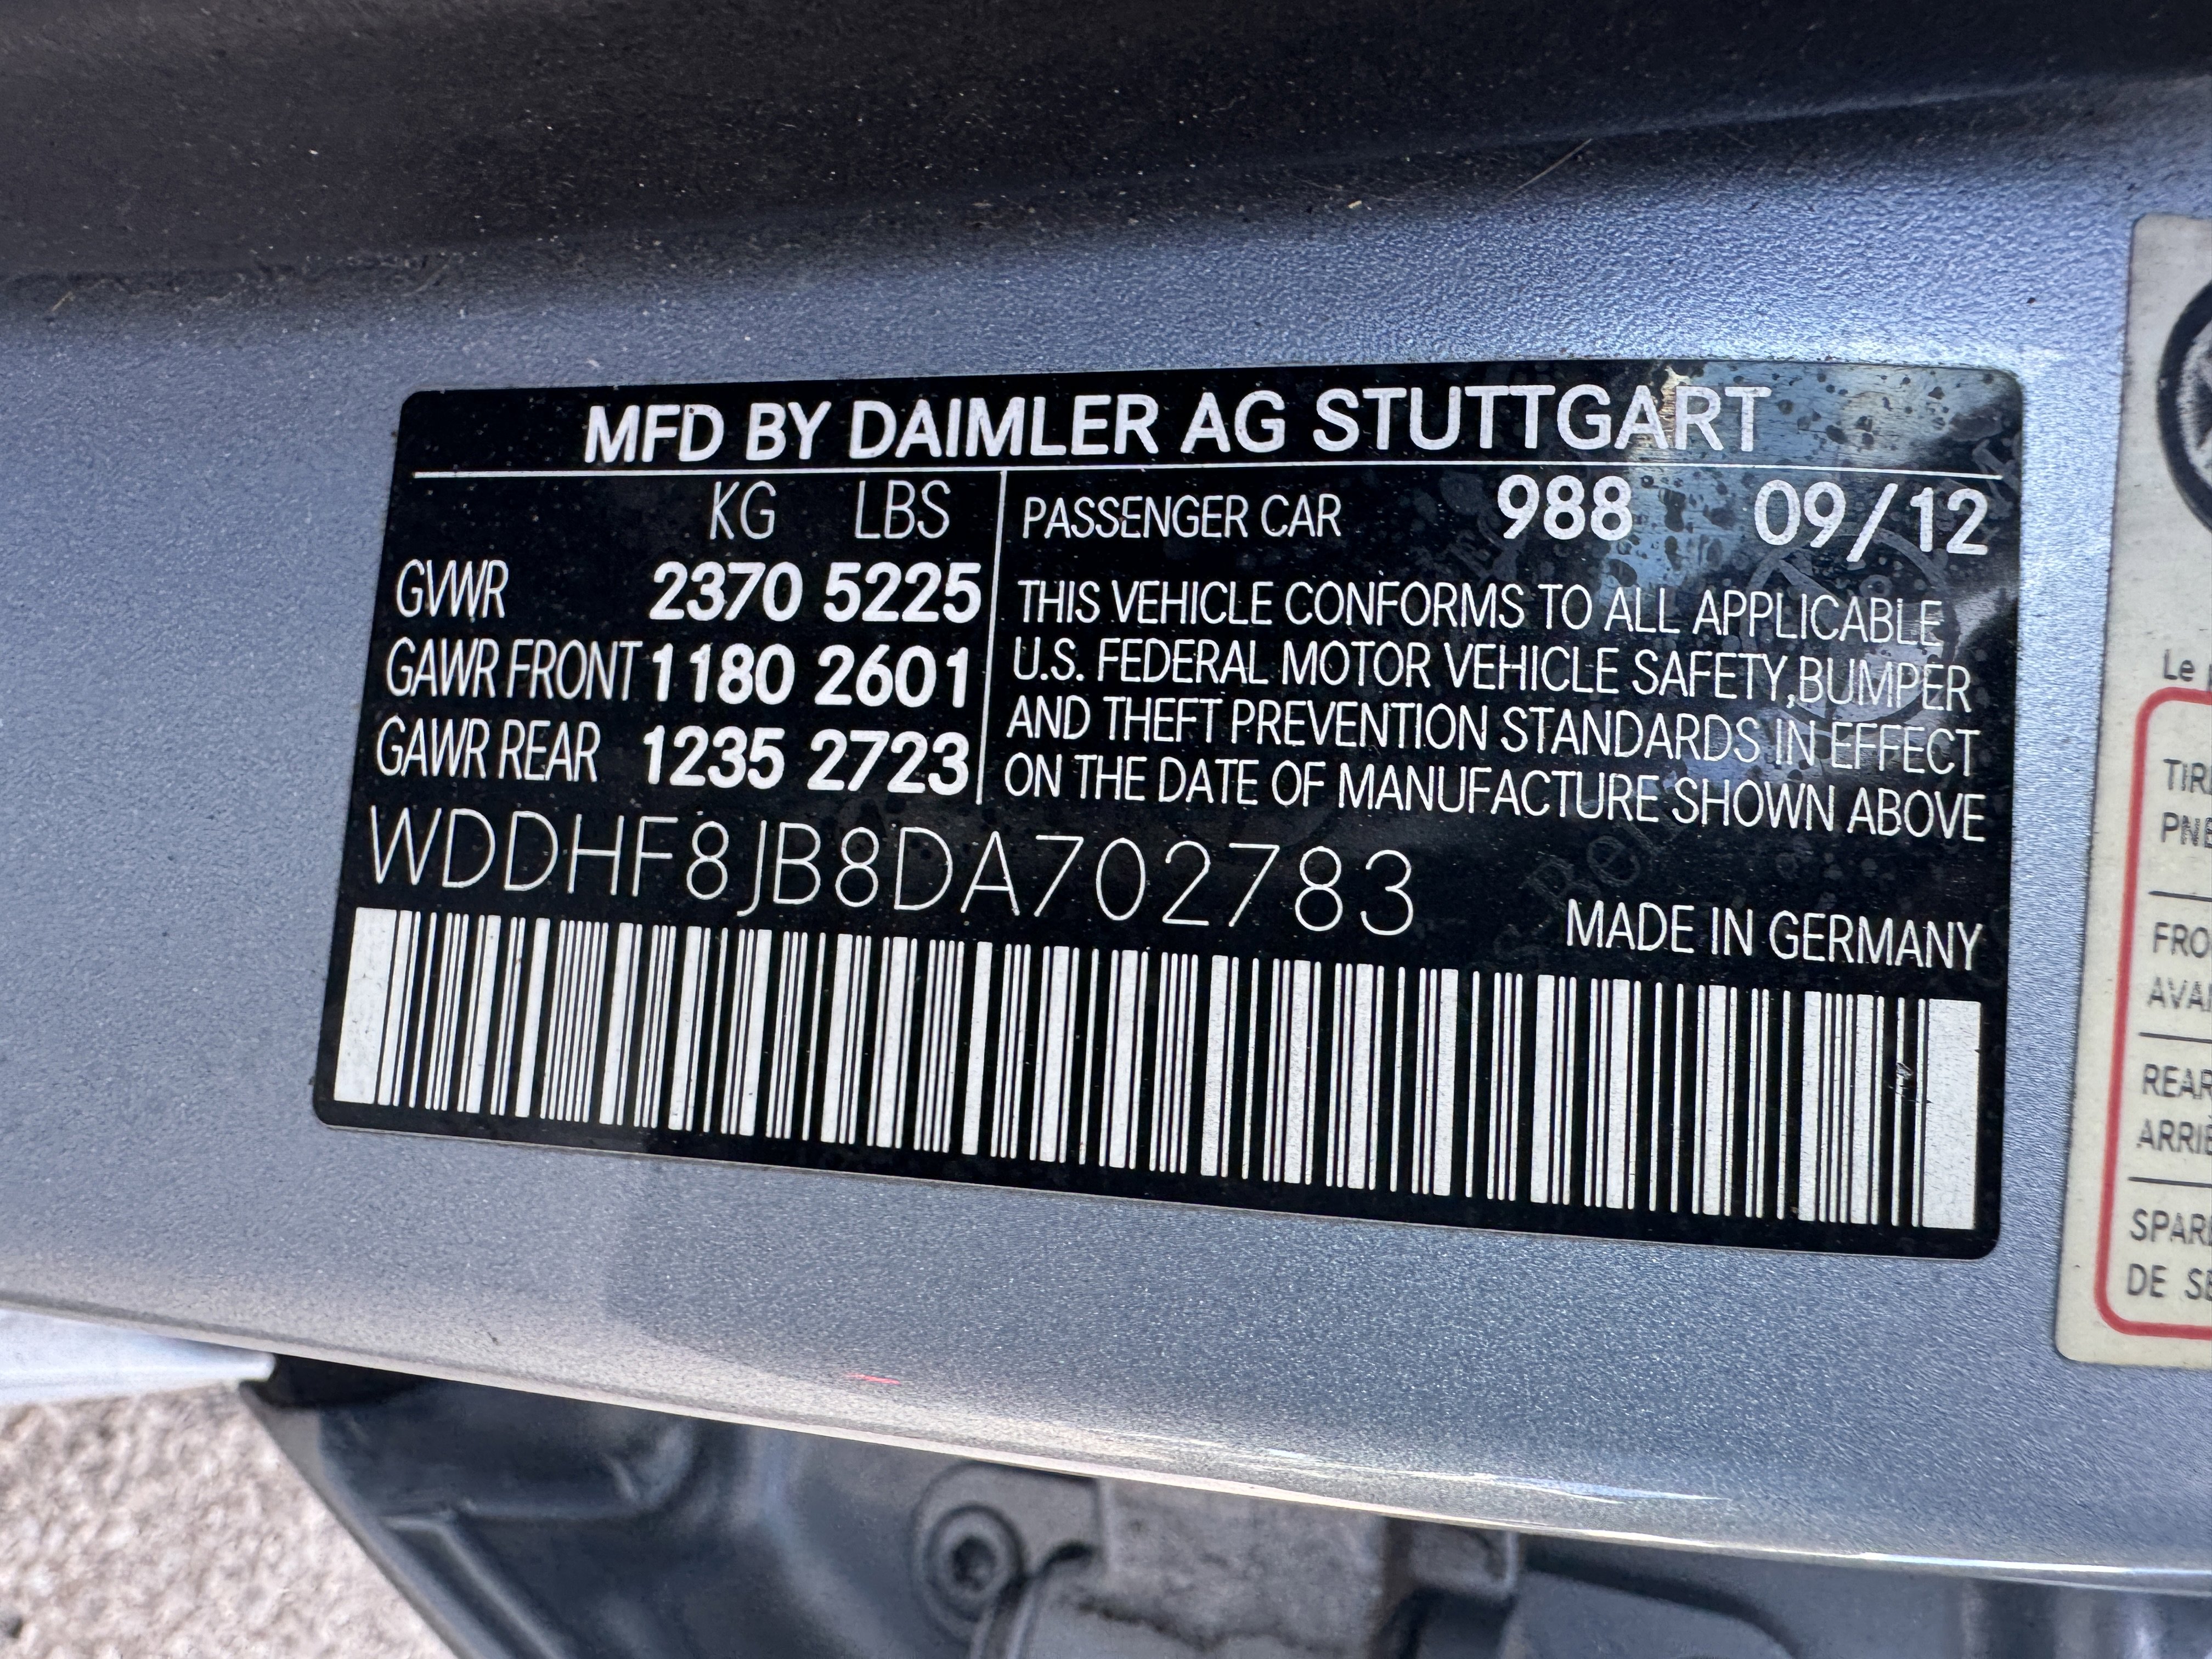 MFD BY DAIMLER AG STUTTGART
KG LBS
GVWR 2370 5225
GAWR FRONT 1180 2601
GAWR REAR 1235 2723
PASSENGER CAR 988 09/12
THIS VEHICLE CONFORMS TO ALL APPLICABLE
U.S. FEDERAL MOTOR VEHICLE SAFETY,BUMPER
AND THEFT PREVENTION STANDARDS IN EFFECT
ON THE DATE OF MANUFACTURE SHOWN ABOVE
WDDHF8JB8DA702783
MADE IN GERMANY
Le
DE